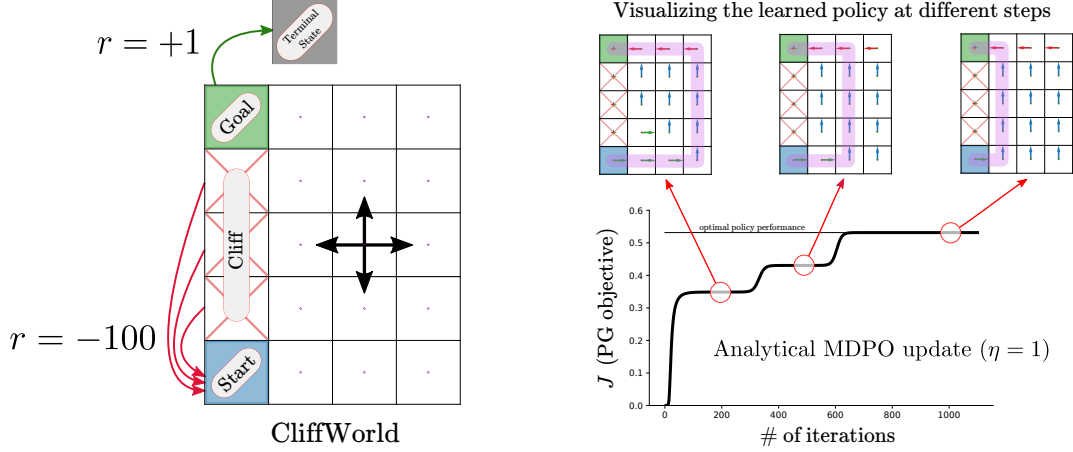 Visualizing the learned policy at different steps
r = +1
Terminal
State
Goal
Cliff
r = −100
Start
CliffWorld
optimal policy performance
J (PG objective)
0.6
0.5
0.4
0.3
0.2
0.1
0.0
Analytical MDPO update (η = 1)
0
200
400
600
800
1000
# of iterations